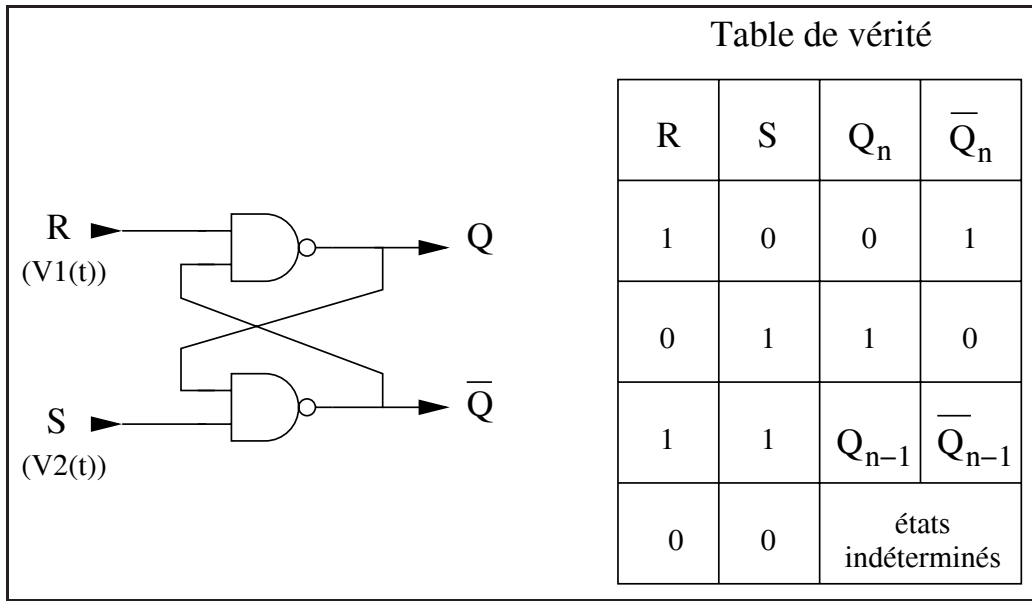 Table de vérité
R S Qₙ Q̅ₙ
1 0 0 1
0 1 1 0
1 1 Qₙ₋₁ Q̅ₙ₋₁
0 0 états
indéterminés
R
(V1(t))
Q
S
(V2(t))
Q̅